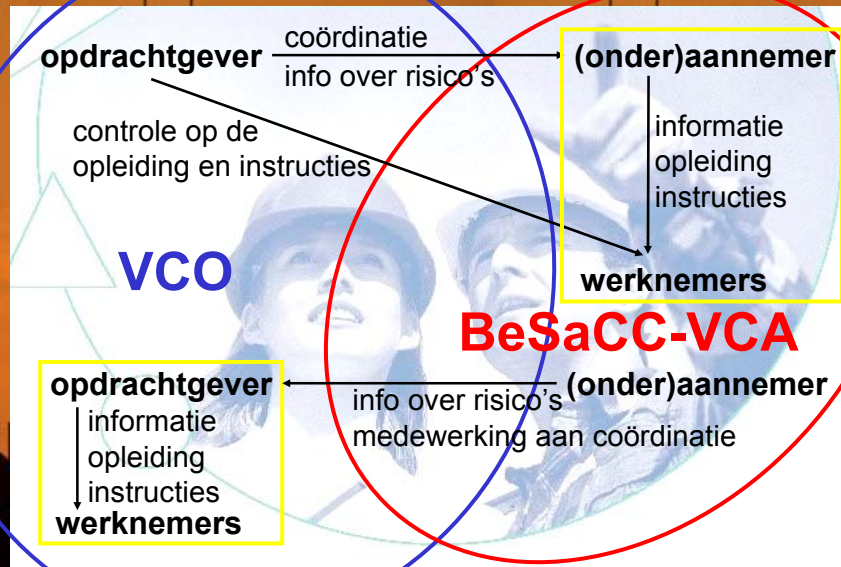 opdrachtgever
coördinatie
info over risico's
(onder)aannemer
controle op de
opleiding en instructies
informatie
opleiding
instructies
werknemers
VCO
BeSaCC-VCA
opdrachtgever
info over risico's
medewerking aan coördinatie
(onder)aannemer
informatie
opleiding
instructies
werknemers